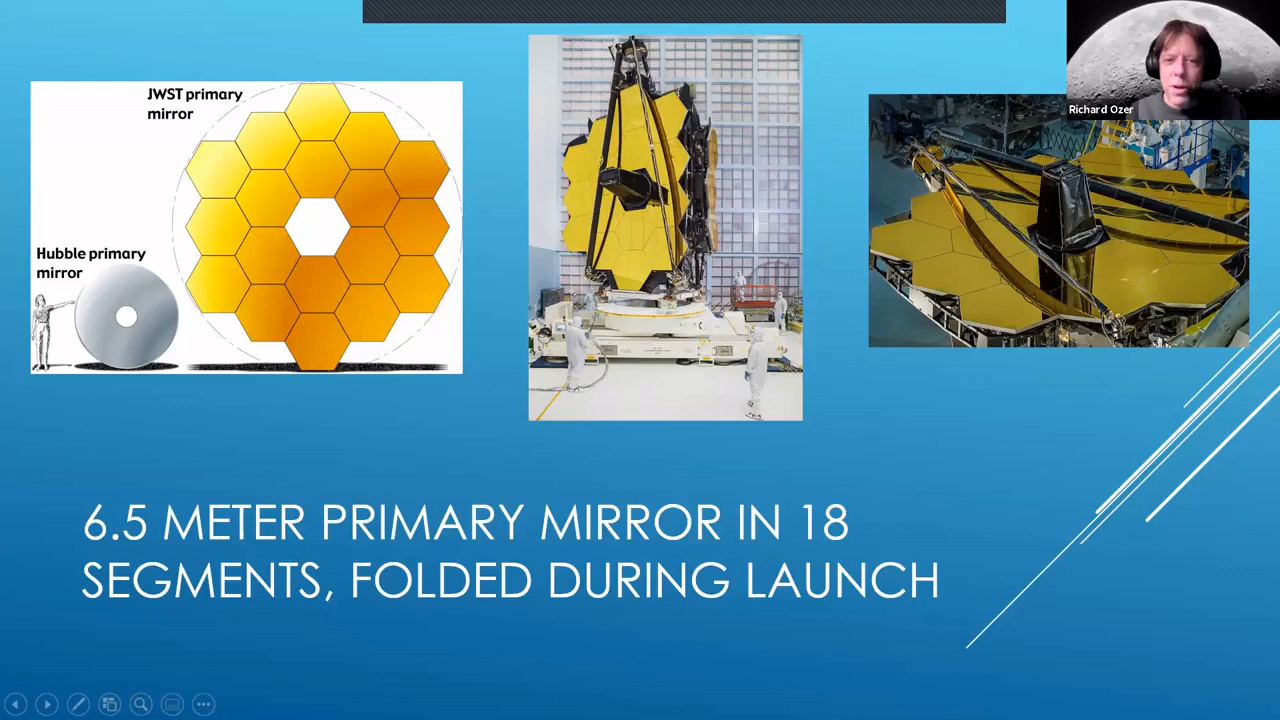 JWST primary
mirror
Hubble primary
mirror
Richard Ozer
6.5 METER PRIMARY MIRROR IN 18
SEGMENTS, FOLDED DURING LAUNCH